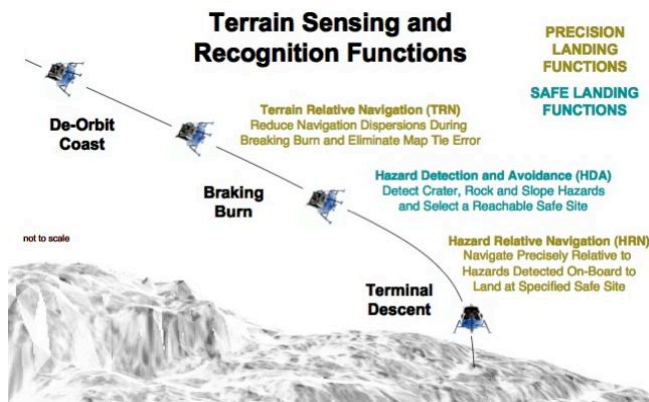 Terrain Sensing and
Recognition Functions
PRECISION
LANDING
FUNCTIONS
SAFE LANDING
FUNCTIONS
De-Orbit
Coast
Terrain Relative Navigation (TRN)
Reduce Navigation Dispersions During
Breaking Burn and Eliminate Map Tie Error
Braking
Burn
Hazard Detection and Avoidance (HDA)
Detect Crater, Rock and Slope Hazards
and Select a Reachable Safe Site
not to scale
Hazard Relative Navigation (HRN)
Navigate Precisely Relative to
Hazards Detected On-Board to
Land at Specified Safe Site
Terminal
Descent